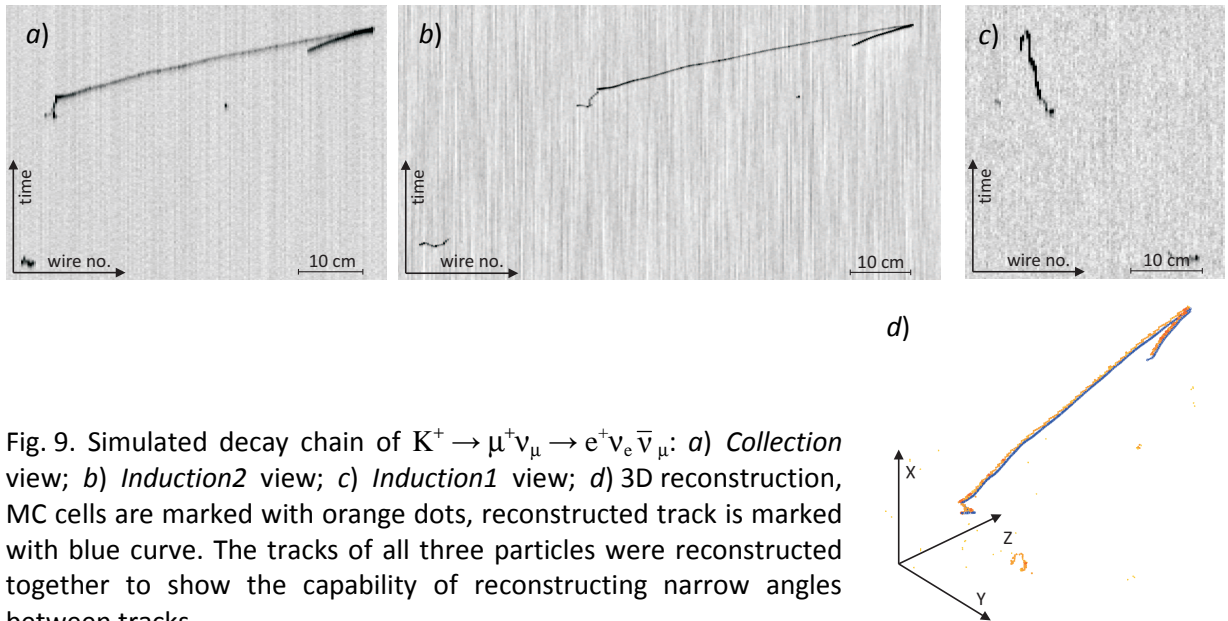 a)
time
wire no.
10 cm
b)
time
wire no.
10 cm
c)
time
wire no.
10 cm
d)
X
Z
Y
Fig. 9. Simulated decay chain of K⁺ → μ⁺ν_μ → e⁺ν_e ν̄_μ: a) Collection
view; b) Induction2 view; c) Induction1 view; d) 3D reconstruction,
MC cells are marked with orange dots, reconstructed track is marked
with blue curve. The tracks of all three particles were reconstructed
together to show the capability of reconstructing narrow angles
between tracks